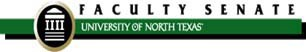 FACULTY SENATE
UNIVERSITY OF NORTH TEXAS